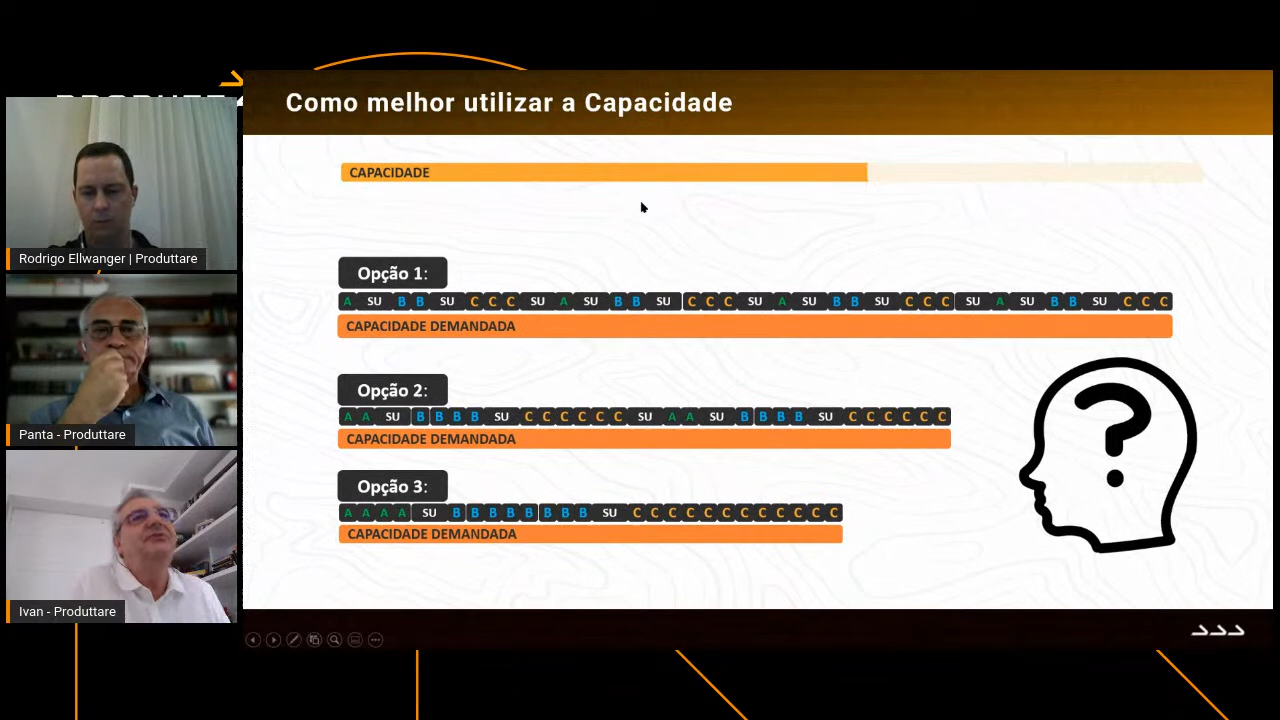 Como melhor utilizar a Capacidade
CAPACIDADE
Opção 1:
A SU B B SU C C C SU A SU B B SU C C C SU A SU B B SU C C C SU A SU B B SU C C C
CAPACIDADE DEMANDADA
Opção 2:
A A SU B B B B SU C C C C C C SU A A SU B B B B SU C C C C C C
CAPACIDADE DEMANDADA
Opção 3:
A A A A SU B B B B B B B B SU C C C C C C C C C C C C
CAPACIDADE DEMANDADA
Rodrigo Ellwanger | Produttare
Panta - Produttare
Ivan - Produttare